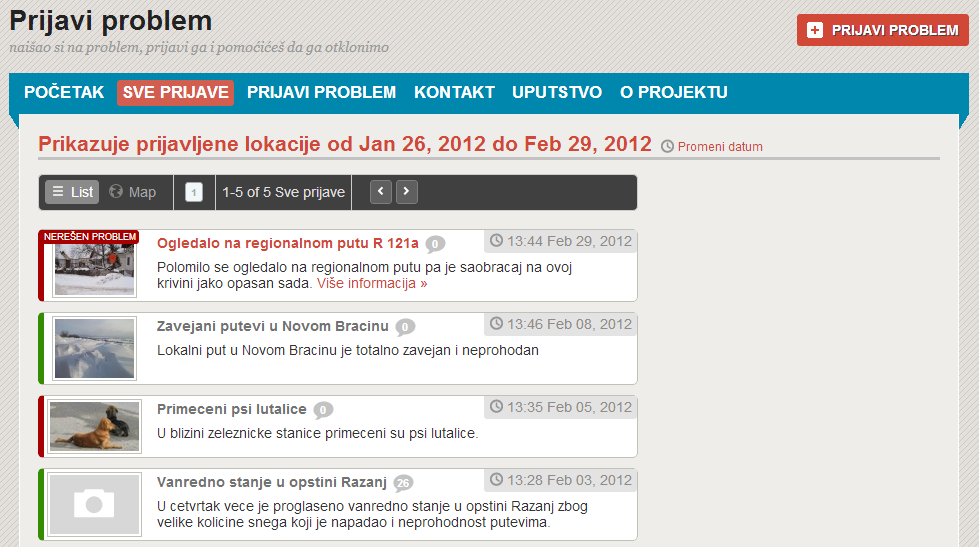 Prijavi problem
naišao si na problem, prijavi ga i pomoćićeš da ga otklonimo
PRIJAVI PROBLEM
POČETAK SVE PRIJAVE PRIJAVI PROBLEM KONTAKT UPUTSTVO O PROJEKTU
Prikazuje prijavljene lokacije od Jan 26, 2012 do Feb 29, 2012 Promeni datum
List Map 1 1-5 of 5 Sve prijave
NEREŠEN PROBLEM
Ogledalo na regionalnom putu R 121a 0 13:44 Feb 29, 2012
Polomilo se ogledalo na regionalnom putu pa je saobracaj na ovoj
krivini jako opasan sada. Više informacija »
Zavejani putevi u Novom Bracinu 0 13:46 Feb 08, 2012
Lokalni put u Novom Bracinu je totalno zavejan i neprohodan
Primeceni psi lutalice 0 13:35 Feb 05, 2012
U blizini zeleznicke stanice primeceni su psi lutalice.
Vanredno stanje u opstini Razanj 26 13:28 Feb 03, 2012
U cetvrtak vece je proglaseno vanredno stanje u opstini Razanj zbog
velike kolicine snega koji je napadao i neprohodnost putevima.